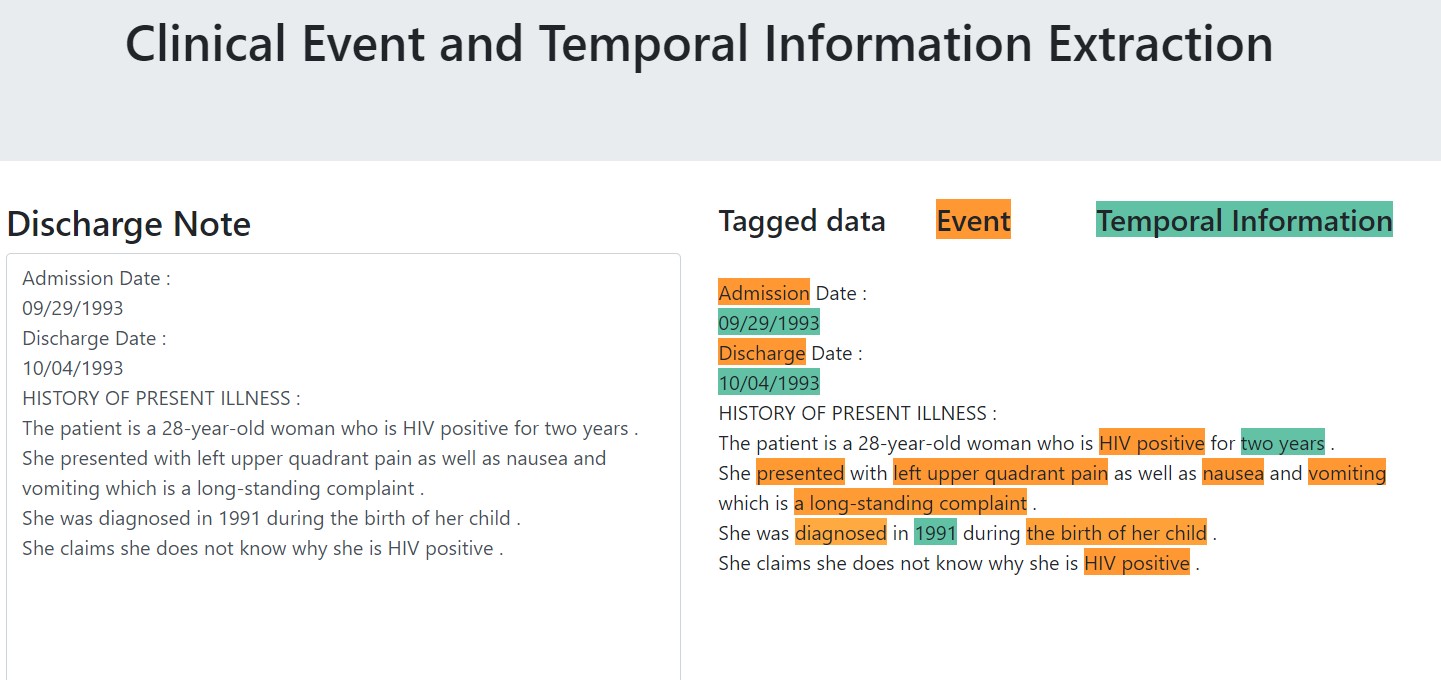 Clinical Event and Temporal Information Extraction
Discharge Note
Admission Date :
09/29/1993
Discharge Date :
10/04/1993
HISTORY OF PRESENT ILLNESS :
The patient is a 28-year-old woman who is HIV positive for two years .
She presented with left upper quadrant pain as well as nausea and
vomiting which is a long-standing complaint .
She was diagnosed in 1991 during the birth of her child .
She claims she does not know why she is HIV positive .
Tagged data Event Temporal Information
Admission Date :
09/29/1993
Discharge Date :
10/04/1993
HISTORY OF PRESENT ILLNESS :
The patient is a 28-year-old woman who is HIV positive for two years .
She presented with left upper quadrant pain as well as nausea and vomiting
which is a long-standing complaint .
She was diagnosed in 1991 during the birth of her child .
She claims she does not know why she is HIV positive .